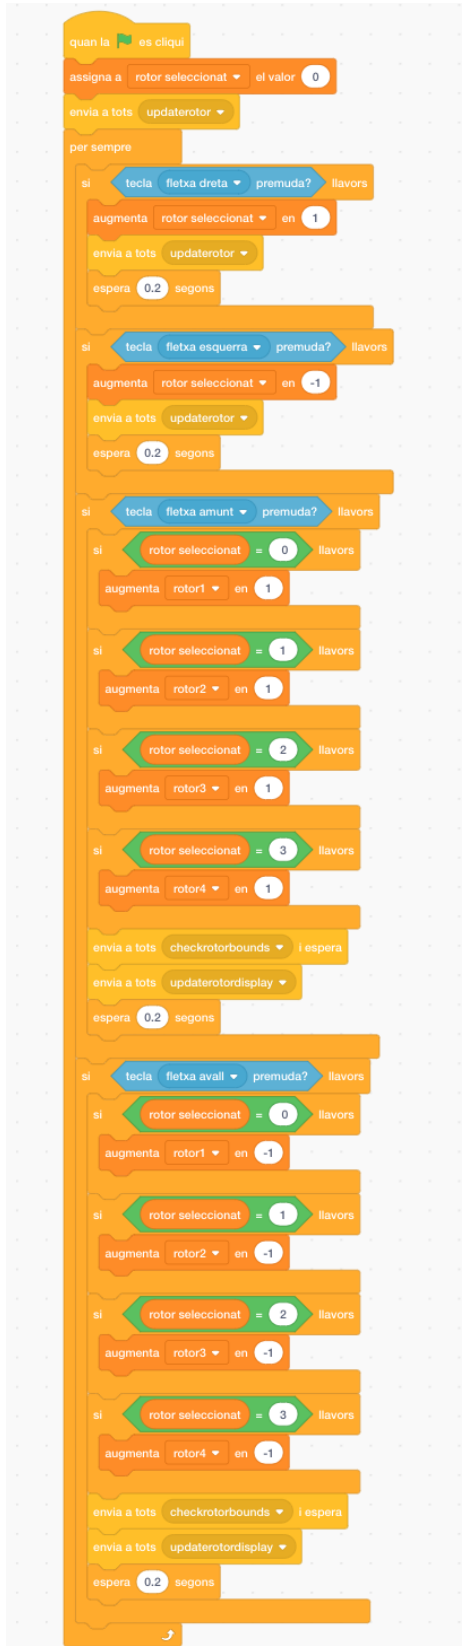 quan la es cliqui
assigna a rotor seleccionat el valor 0
envia a tots updaterotor
per sempre
si tecla fletxa dreta premuda? llavors
augmenta rotor seleccionat en 1
envia a tots updaterotor
espera 0.2 segons
si tecla fletxa esquerra premuda? llavors
augmenta rotor seleccionat en -1
envia a tots updaterotor
espera 0.2 segons
si tecla fletxa amunt premuda? llavors
si rotor seleccionat = 0 llavors
augmenta rotor1 en 1
si rotor seleccionat = 1 llavors
augmenta rotor2 en 1
si rotor seleccionat = 2 llavors
augmenta rotor3 en 1
si rotor seleccionat = 3 llavors
augmenta rotor4 en 1
envia a tots checkrotorbounds i espera
envia a tots updaterotordisplay
espera 0.2 segons
si tecla fletxa avall premuda? llavors
si rotor seleccionat = 0 llavors
augmenta rotor1 en -1
si rotor seleccionat = 1 llavors
augmenta rotor2 en -1
si rotor seleccionat = 2 llavors
augmenta rotor3 en -1
si rotor seleccionat = 3 llavors
augmenta rotor4 en -1
envia a tots checkrotorbounds i espera
envia a tots updaterotordisplay
espera 0.2 segons